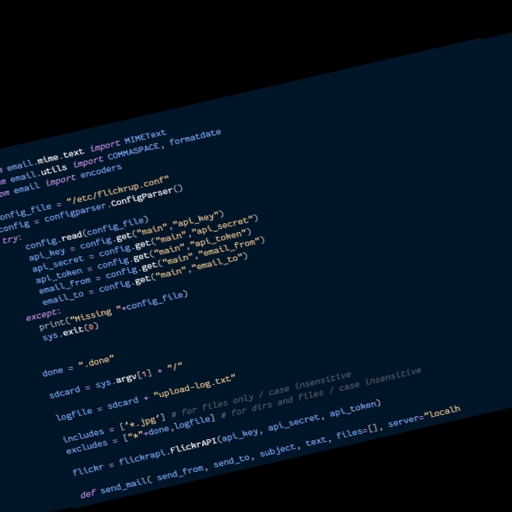 email.mime.text import MIMEText
email.utils import COMMASPACE, formatdate
email import encoders
config_file = "/etc/flickrup.conf"
config = configparser.ConfigParser()
try:
config.read(config_file)
api_key = config.get("main","api_key")
api_secret = config.get("main","api_secret")
api_token = config.get("main","api_token")
email_from = config.get("main","email_from")
email_to = config.get("main","email_to")
except:
print("Missing "+config_file)
sys.exit(0)
done = ".done"
sdcard = sys.argv[1] + "/"
logfile = sdcard + "upload-log.txt"
includes = ['*.jpg'] # for files only / case insensitive
excludes = ["*"+done,logfile] # for dirs and files / case insensitive
flickr = flickrapi.FlickrAPI(api_key, api_secret, api_token)
def send_mail( send_from, send_to, subject, text, files=[], server="localh